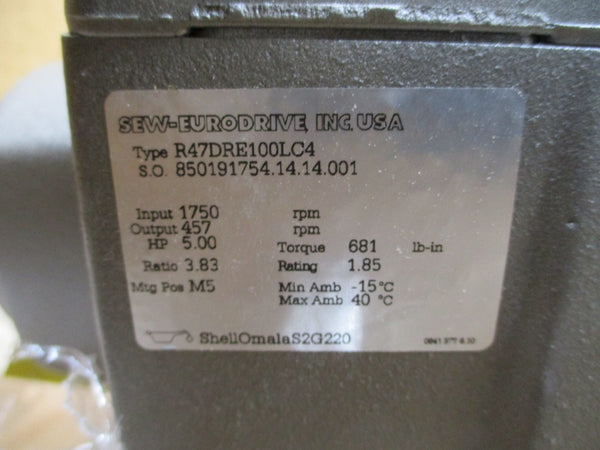 SEW-EURODRIVE, INC. USA
Type R47DRE100LC4
S.O. 850191754.14.14.001
Input 1750 rpm
Output 457 rpm
HP 5.00 Torque 681 lb-in
Ratio 3.83 Rating 1.85
Mtg Pos M5 Min Amb -15 °C
Max Amb 40 °C
ShellOmalaS2G220